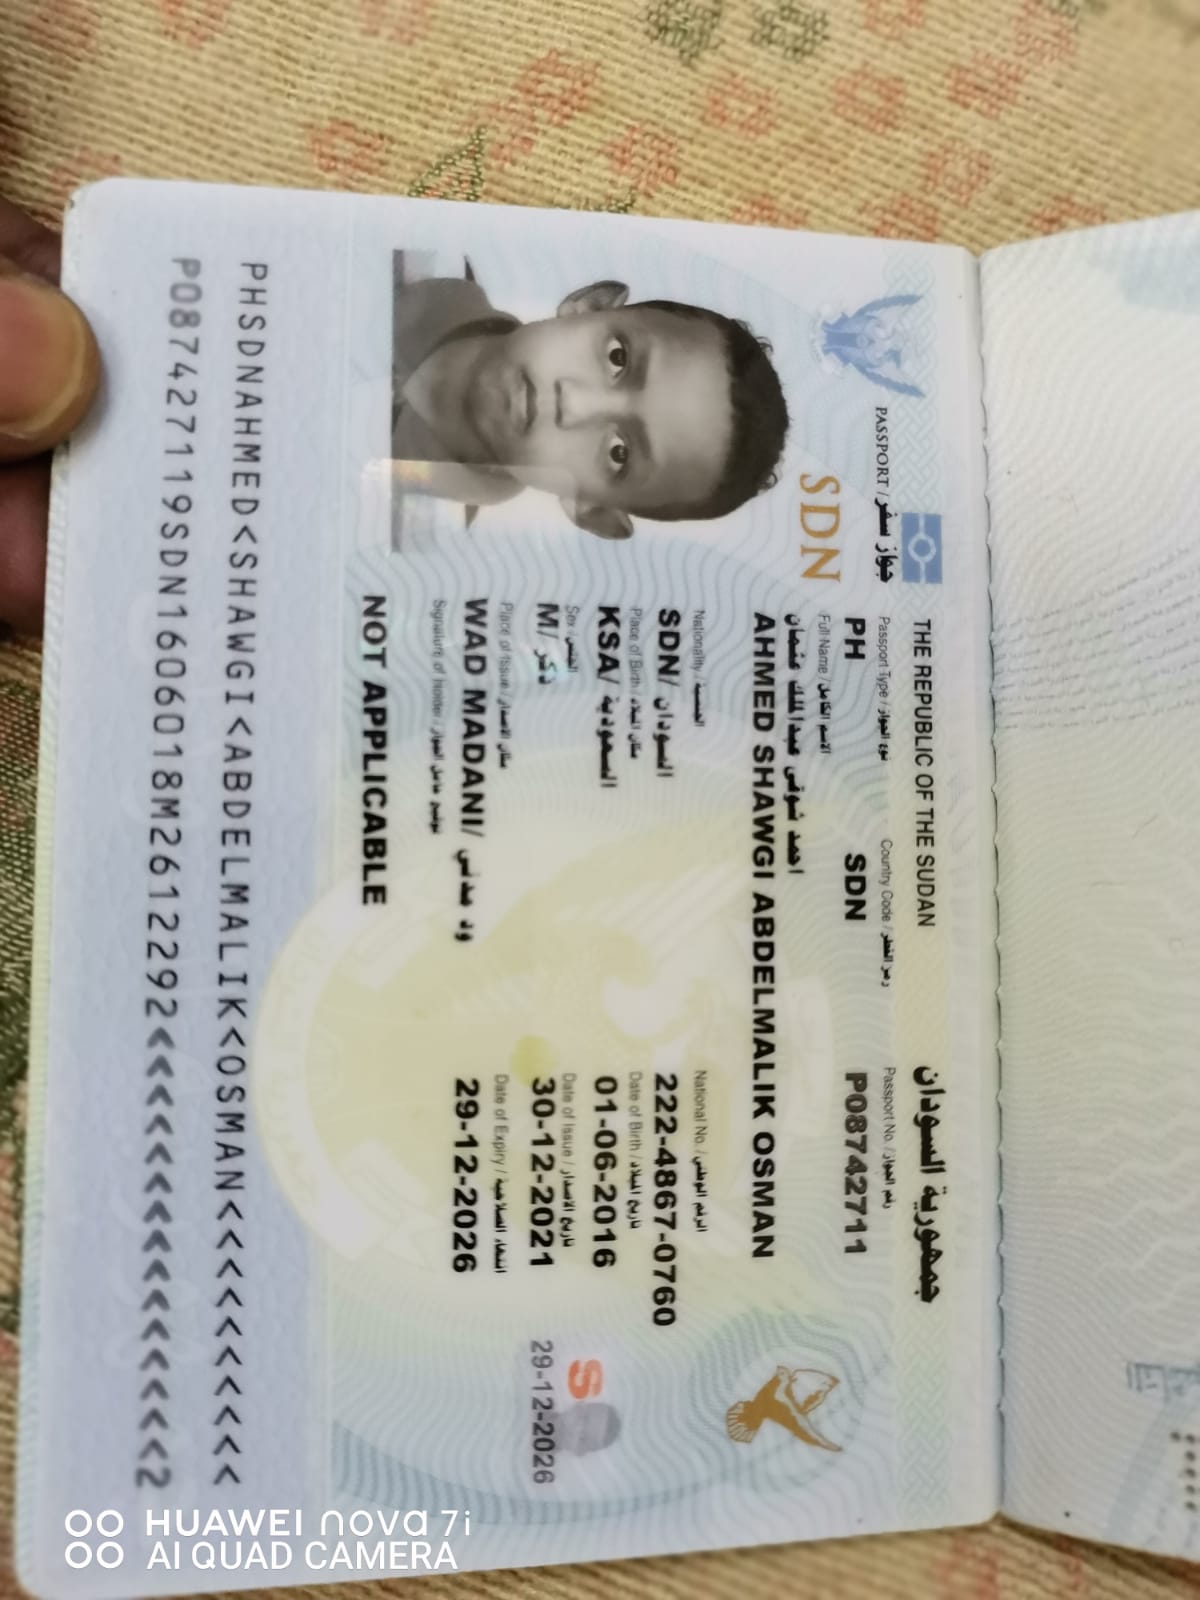 THE REPUBLIC OF THE SUDAN جمهورية السودان
PASSPORT / جواز سفر
Passport Type / نوع الجواز Country Code / رمز القطر Passport No. / رقم الجواز
PH SDN P08742711
SDN
Full Name / الاسم الكامل
احمد شوقى عبدالملك عثمان
AHMED SHAWGI ABDELMALIK OSMAN
Nationality / الجنسية National No. / الرقم الوطني
SDN/ السودان 222-4867-0760
Place of Birth / مكان الميلاد Date of Birth / تاريخ الميلاد
KSA/ السعودية 01-06-2016
Sex / الجنس Date of Issue / تاريخ الاصدار
M/ ذكر 30-12-2021
S
29-12-2026
Place of Issue / مكان الاصدار Date of Expiry / انتهاء الصلاحية
WAD MADANI/ ود مدني 29-12-2026
Signature of Holder / توقيع حامل الجواز
NOT APPLICABLE
PHSDNAHMED<SHAWGI<ABDELMALIK<OSMAN<<<<<<<<<<
P087427119SDN1606018M2612292<<<<<<<<<<<<<<<2
HUAWEI nova 7i
AI QUAD CAMERA